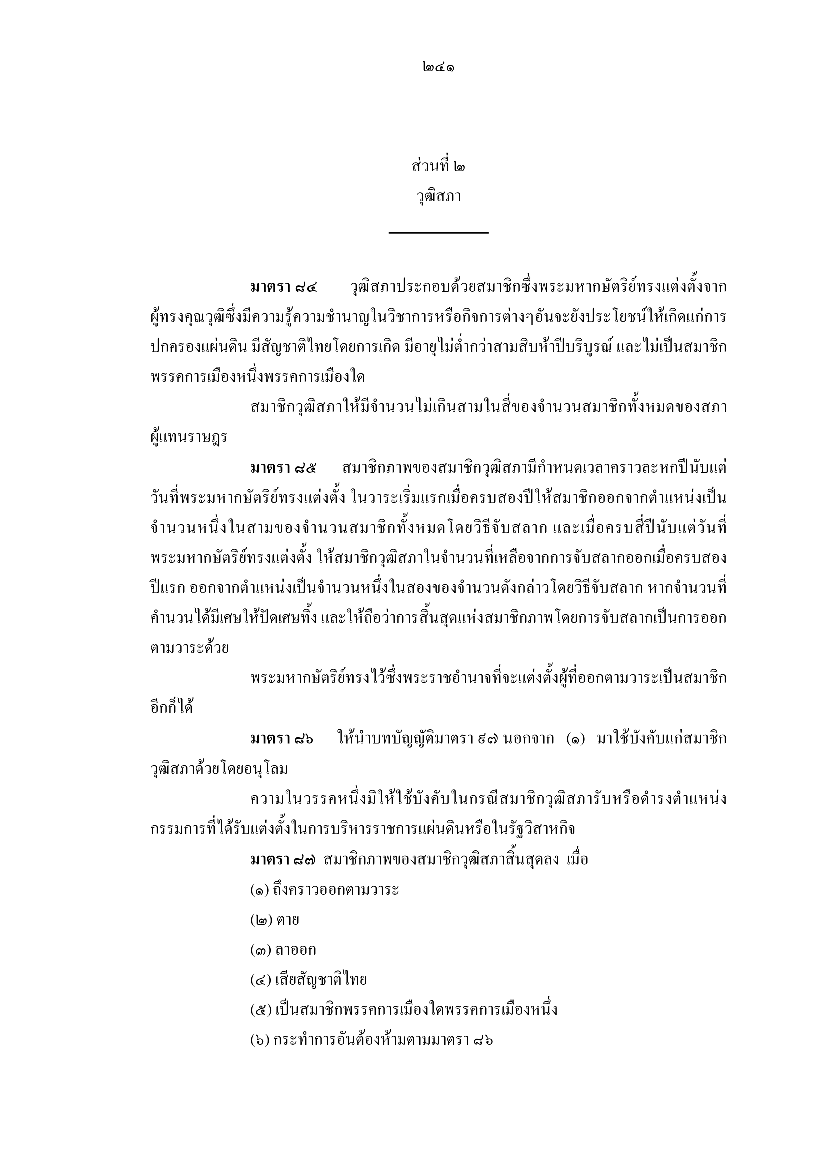 ๒๔๑
ส่วนที่ ๒
วุฒิสภา
มาตรา ๘๔ วุฒิสภาประกอบด้วยสมาชิกซึ่งพระมหากษัตริย์ทรงแต่งตั้งจาก
ผู้ทรงคุณวุฒิซึ่งมีความรู้ความชำนาญในวิชาการหรือกิจการต่างๆอันจะยังประโยชน์ให้เกิดแก่การ
ปกครองแผ่นดิน มีสัญชาติไทยโดยการเกิด มีอายุไม่ต่ำกว่าสามสิบห้าปีบริบูรณ์ และไม่เป็นสมาชิก
พรรคการเมืองหนึ่งพรรคการเมืองใด
สมาชิกวุฒิสภาให้มีจำนวนไม่เกินสามในสี่ของจำนวนสมาชิกทั้งหมดของสภา
ผู้แทนราษฎร
มาตรา ๘๕ สมาชิกภาพของสมาชิกวุฒิสภามีกำหนดเวลาคราวละหกปีนับแต่
วันที่พระมหากษัตริย์ทรงแต่งตั้ง ในวาระเริ่มแรกเมื่อครบสองปีให้สมาชิกออกจากตำแหน่งเป็น
จำนวนหนึ่งในสามของจำนวนสมาชิกทั้งหมดโดยวิธีจับสลาก และเมื่อครบสี่ปีนับแต่วันที่
พระมหากษัตริย์ทรงแต่งตั้ง ให้สมาชิกวุฒิสภาในจำนวนที่เหลือจากการจับสลากออกเมื่อครบสอง
ปีแรก ออกจากตำแหน่งเป็นจำนวนหนึ่งในสองของจำนวนดังกล่าวโดยวิธีจับสลาก หากจำนวนที่
คำนวนได้มีเศษให้ปัดเศษทิ้ง และให้ถือว่าการสิ้นสุดแห่งสมาชิกภาพโดยการจับสลากเป็นการออก
ตามวาระด้วย
พระมหากษัตริย์ทรงไว้ซึ่งพระราชอำนาจที่จะแต่งตั้งผู้ที่ออกตามวาระเป็นสมาชิก
อีกก็ได้
มาตรา ๘๖ ให้นำบทบัญญัติมาตรา ๙๗ นอกจาก (๑) มาใช้บังคับแก่สมาชิก
วุฒิสภาด้วยโดยอนุโลม
ความในวรรคหนึ่งมิให้ใช้บังคับในกรณีสมาชิกวุฒิสภารับหรือดำรงตำแหน่ง
กรรมการที่ได้รับแต่งตั้งในการบริหารราชการแผ่นดินหรือในรัฐวิสาหกิจ
มาตรา ๘๗ สมาชิกภาพของสมาชิกวุฒิสภาสิ้นสุดลง เมื่อ
(๑) ถึงคราวออกตามวาระ
(๒) ตาย
(๓) ลาออก
(๔) เสียสัญชาติไทย
(๕) เป็นสมาชิกพรรคการเมืองใดพรรคการเมืองหนึ่ง
(๖) กระทำการอันต้องห้ามตามมาตรา ๘๖